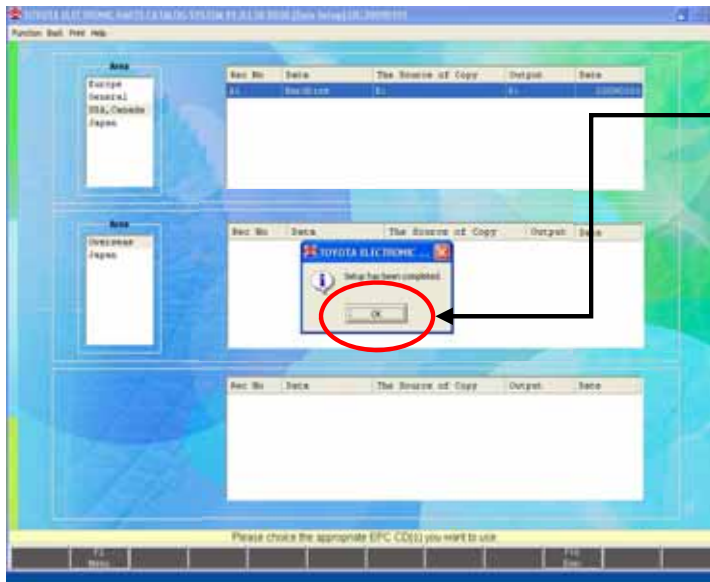 TOYOTA ELECTRONIC PARTS CATALOG SYSTEM
Function Back Print Help
Area
Europe
General
USA, Canada
Japan
Rec No Data The Source of Copy Output Date
Area
Overseas
Japan
Rec No Data The Source of Copy Output Date
TOYOTA ELECTRONIC ...
Setup has been completed.
OK
Rec No Data The Source of Copy Output Date
Please choice the appropriate EPC CD(s) you want to use
F1
Menu